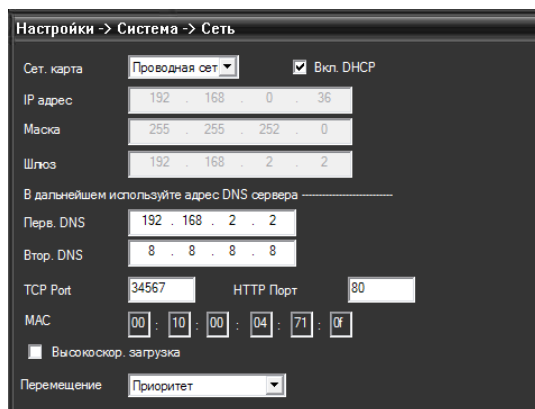 Настройки -> Система -> Сеть
Сет. карта Проводная сет Вкл. DHCP
IP адрес 192 . 168 . 0 . 36
Маска 255 . 255 . 252 . 0
Шлюз 192 . 168 . 2 . 2
В дальнейшем используйте адрес DNS сервера --------------------------
Перв. DNS 192 . 168 . 2 . 2
Втор. DNS 8 . 8 . 8 . 8
TCP Port 34567 HTTP Порт 80
MAC 00 : 10 : 00 : 04 : 71 : 0f
Высокоскор. загрузка
Перемещение Приоритет